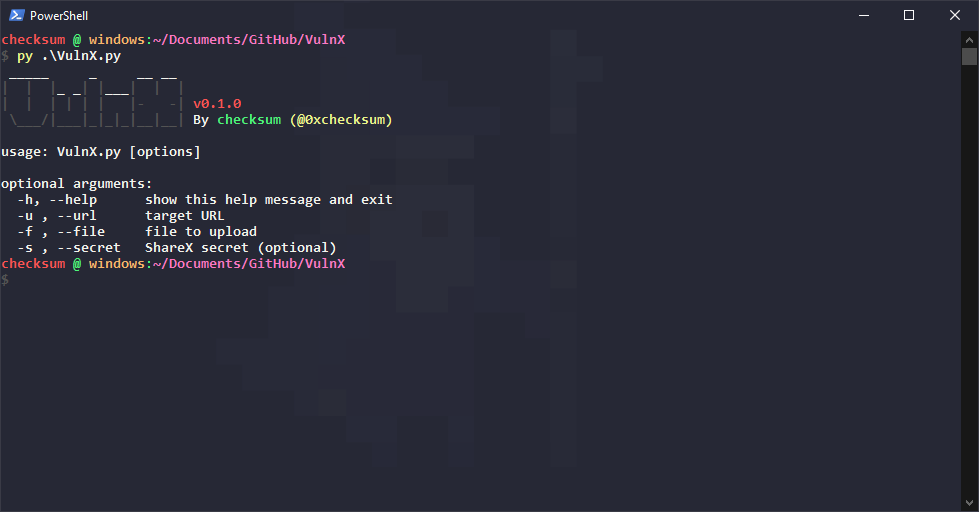 PowerShell
checksum @ windows:~/Documents/GitHub/VulnX
$ py .\VulnX.py
v0.1.0
By checksum (@0xchecksum)
usage: VulnX.py [options]
optional arguments:
-h, --help show this help message and exit
-u , --url target URL
-f , --file file to upload
-s , --secret ShareX secret (optional)
checksum @ windows:~/Documents/GitHub/VulnX
$